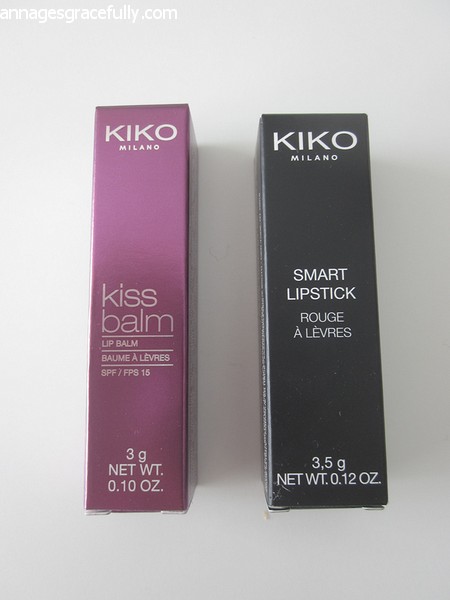 annagesgracefully.com
KIKO
MILANO
kiss
balm
LIP BALM
BAUME À LÈVRES
SPF / FPS 15
3 g
NET WT.
0.10 OZ.
KIKO
MILANO
SMART
LIPSTICK
ROUGE
À LÈVRES
3,5 g
NET WT. 0.12 OZ.